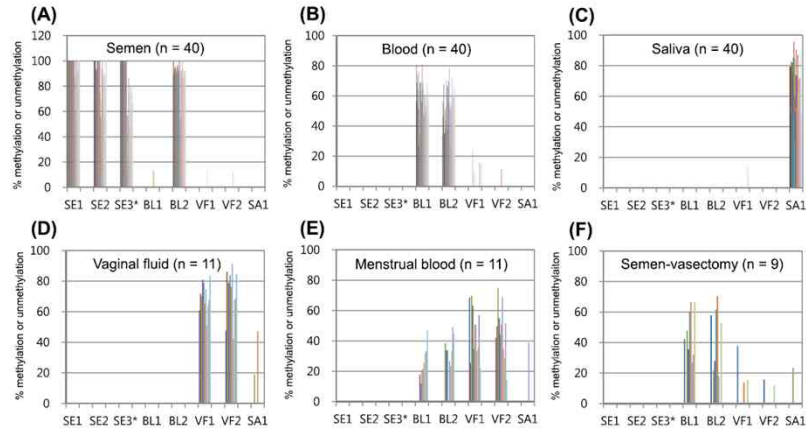 (A)
Semen (n = 40)
% methylation or unmethylation
120
100
80
60
40
20
0
SE1 SE2 SE3* BL1 BL2 VF1 VF2 SA1
(B)
Blood (n = 40)
% methylation or unmethylation
100
80
60
40
20
0
SE1 SE2 SE3* BL1 BL2 VF1 VF2 SA1
(C)
Saliva (n = 40)
% methylation or unmethylation
100
80
60
40
20
0
SE1 SE2 SE3* BL1 BL2 VF1 VF2 SA1
(D)
Vaginal fluid (n = 11)
% methylation or unmethylation
100
80
60
40
20
0
SE1 SE2 SE3* BL1 BL2 VF1 VF2 SA1
(E)
Menstrual blood (n = 11)
% methylation or unmethylation
100
80
60
40
20
0
SE1 SE2 SE3* BL1 BL2 VF1 VF2 SA1
(F)
Semen-vasectomy (n = 9)
% methylation or unmethylation
100
80
60
40
20
0
SE1 SE2 SE3* BL1 BL2 VF1 VF2 SA1